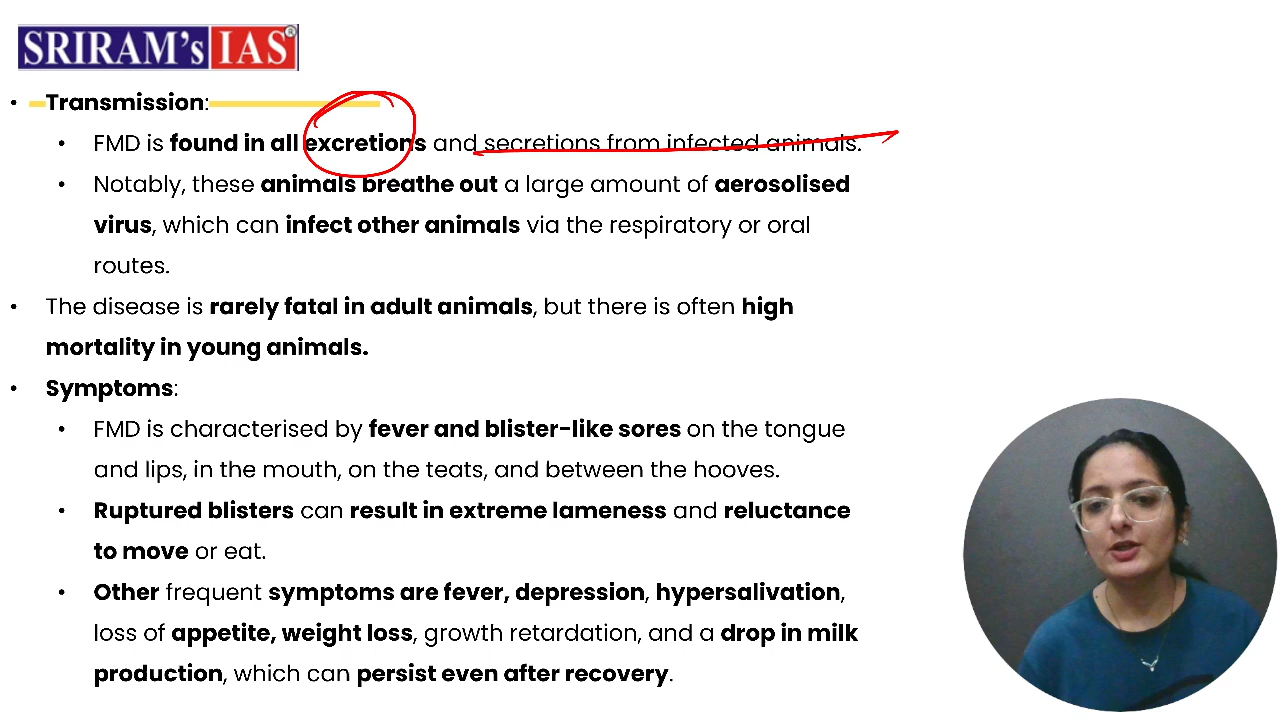 SRIRAM's IAS®
• Transmission:
• FMD is found in all excretions and secretions from infected animals.
• Notably, these animals breathe out a large amount of aerosolised
virus, which can infect other animals via the respiratory or oral
routes.
• The disease is rarely fatal in adult animals, but there is often high
mortality in young animals.
• Symptoms:
• FMD is characterised by fever and blister-like sores on the tongue
and lips, in the mouth, on the teats, and between the hooves.
• Ruptured blisters can result in extreme lameness and reluctance
to move or eat.
• Other frequent symptoms are fever, depression, hypersalivation,
loss of appetite, weight loss, growth retardation, and a drop in milk
production, which can persist even after recovery.